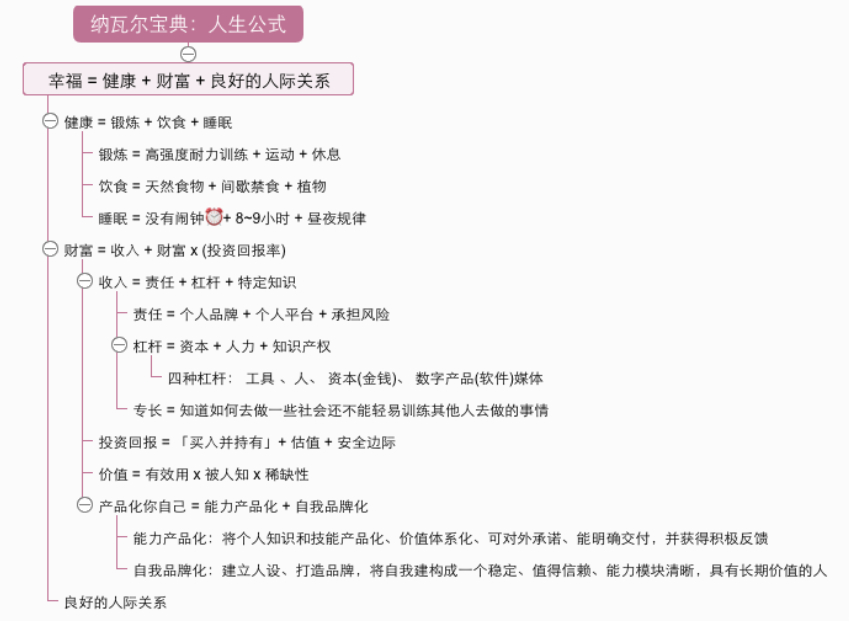 纳瓦尔宝典：人生公式
幸福 = 健康 + 财富 + 良好的人际关系
健康 = 锻炼 + 饮食 + 睡眠
锻炼 = 高强度耐力训练 + 运动 + 休息
饮食 = 天然食物 + 间歇禁食 + 植物
睡眠 = 没有闹钟⏰+ 8~9小时 + 昼夜规律
财富 = 收入 + 财富 x (投资回报率)
收入 = 责任 + 杠杆 + 特定知识
责任 = 个人品牌 + 个人平台 + 承担风险
杠杆 = 资本 + 人力 + 知识产权
四种杠杆： 工具 、人、 资本(金钱)、 数字产品(软件)媒体
专长 = 知道如何去做一些社会还不能轻易训练其他人去做的事情
投资回报 = 「买入并持有」+ 估值 + 安全边际
价值 = 有效用 x 被人知 x 稀缺性
产品化你自己 = 能力产品化 + 自我品牌化
能力产品化：将个人知识和技能产品化、价值体系化、可对外承诺、能明确交付，并获得积极反馈
自我品牌化：建立人设、打造品牌，将自我建构成一个稳定、值得信赖、能力模块清晰，具有长期价值的人
良好的人际关系